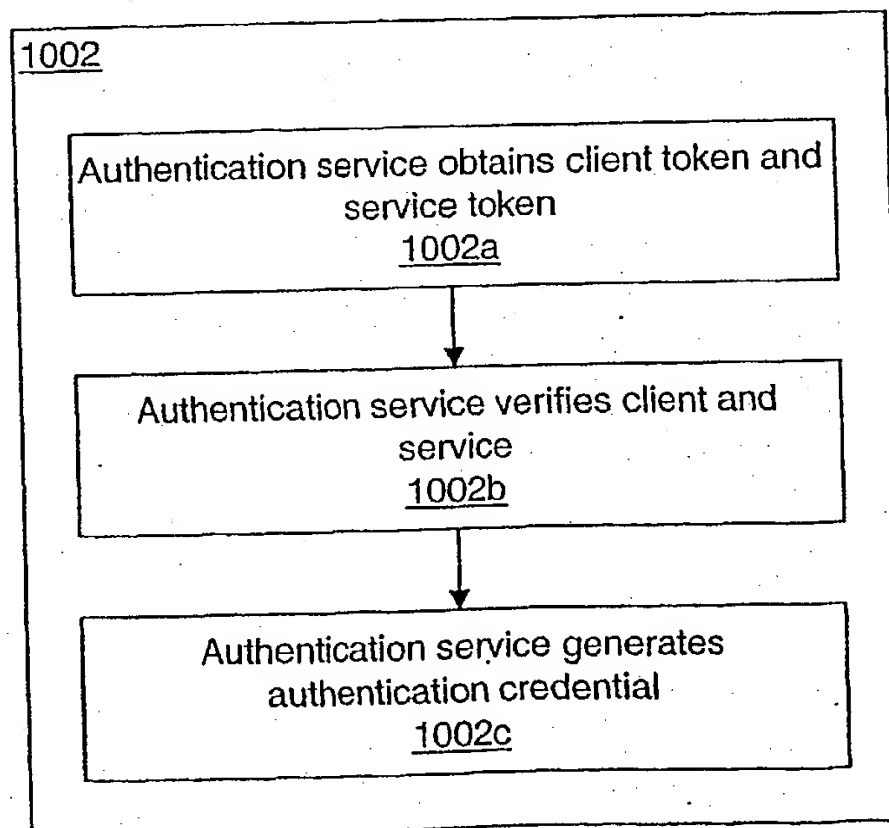 1002
Authentication service obtains client token and
service token
1002a
Authentication service verifies client and
service
1002b
Authentication service generates
authentication credential
1002c